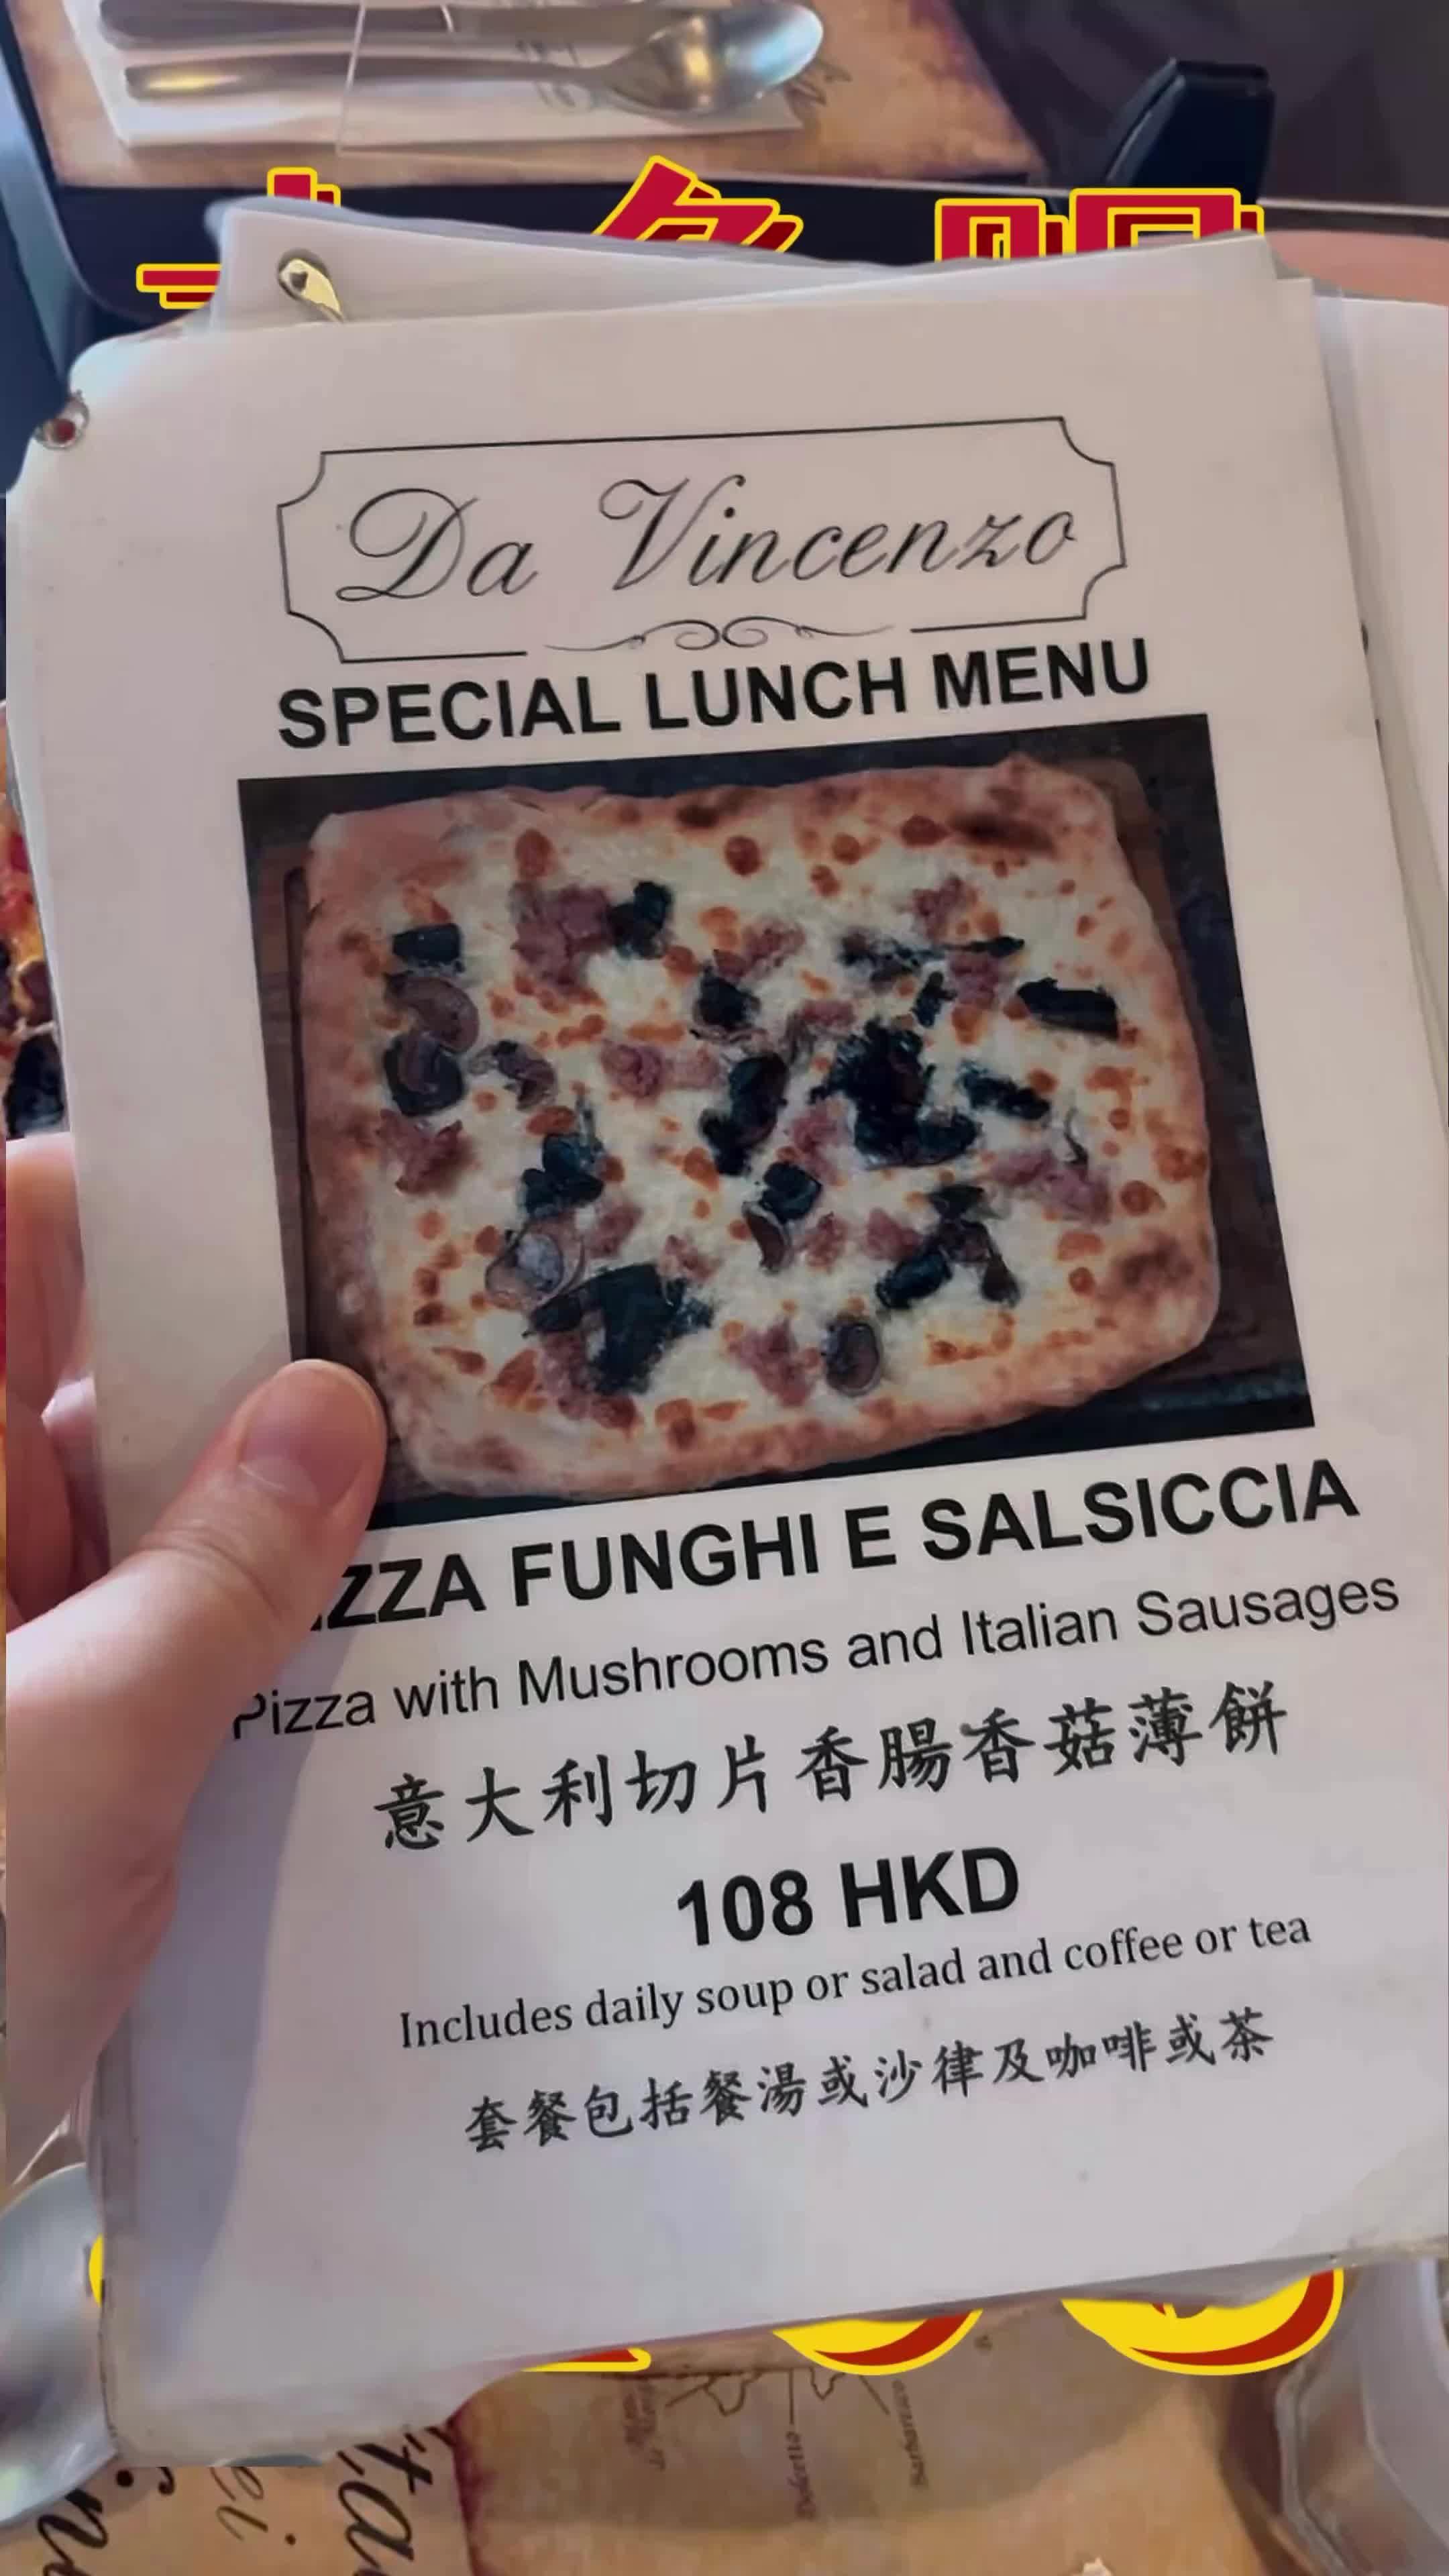 Da Vincenzo
SPECIAL LUNCH MENU
FUNGHI E SALSICCIA
Pizza with Mushrooms and Italian Sausages
意大利切片香腸香菇薄餅
108 HKD
Includes daily soup or salad and coffee or tea
套餐包括餐湯或沙律及咖啡或茶